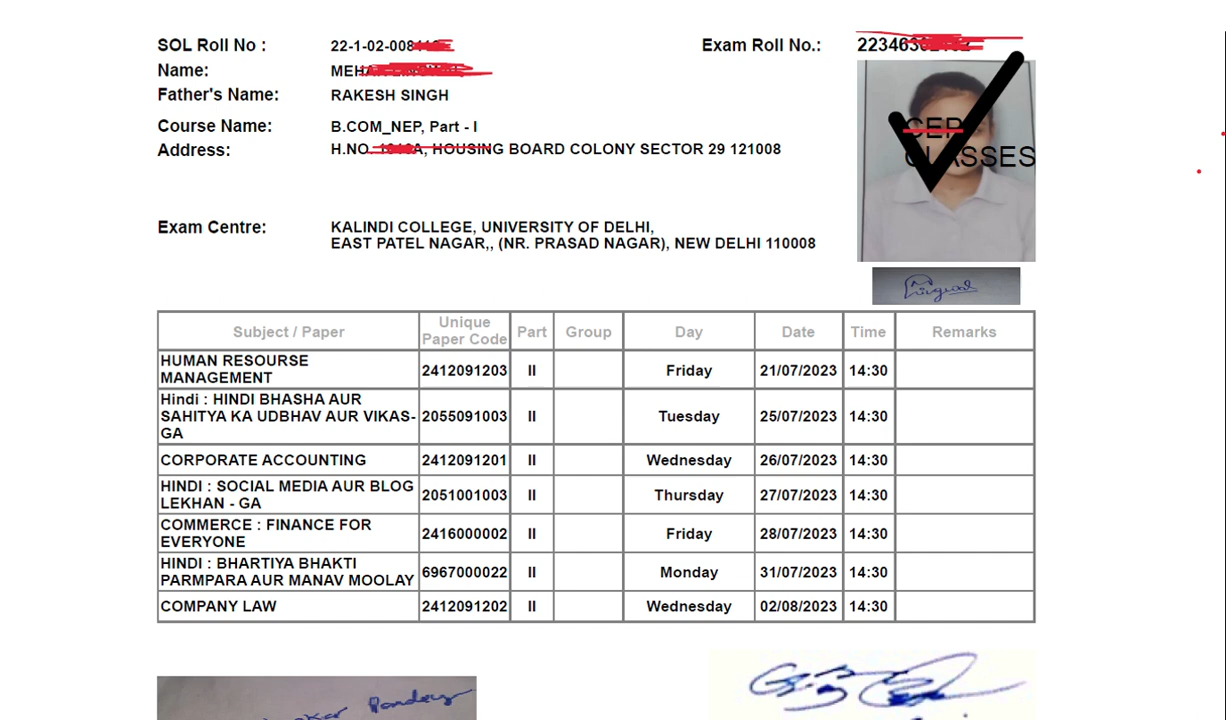 SOL Roll No : 22-1-02-008 Exam Roll No.: 22346
Name:
Father's Name: RAKESH SINGH
Course Name: B.COM_NEP, Part - I
Address: H.NO. HOUSING BOARD COLONY SECTOR 29 121008
CLASSES
Exam Centre: KALINDI COLLEGE, UNIVERSITY OF DELHI,
EAST PATEL NAGAR,, (NR. PRASAD NAGAR), NEW DELHI 110008
Subject / Paper Unique Paper Code Part Group Day Date Time Remarks
HUMAN RESOURSE
MANAGEMENT 2412091203 II Friday 21/07/2023 14:30
Hindi : HINDI BHASHA AUR
SAHITYA KA UDBHAV AUR VIKAS- 2055091003 II Tuesday 25/07/2023 14:30
GA
CORPORATE ACCOUNTING 2412091201 II Wednesday 26/07/2023 14:30
HINDI : SOCIAL MEDIA AUR BLOG
LEKHAN - GA 2051001003 II Thursday 27/07/2023 14:30
COMMERCE : FINANCE FOR
EVERYONE 2416000002 II Friday 28/07/2023 14:30
HINDI : BHARTIYA BHAKTI
PARMPARA AUR MANAV MOOLAY 6967000022 II Monday 31/07/2023 14:30
COMPANY LAW 2412091202 II Wednesday 02/08/2023 14:30
Pandey